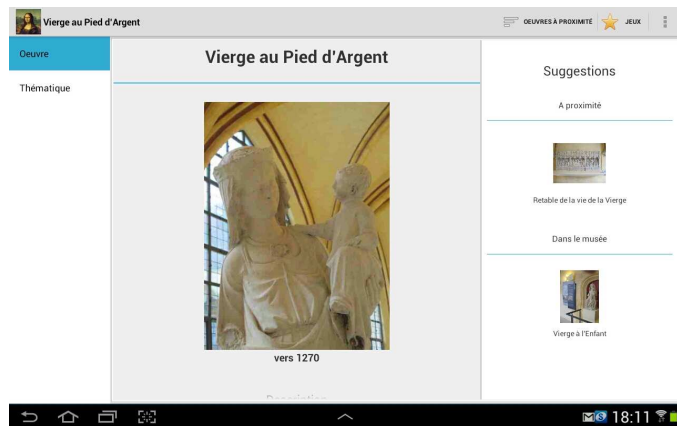 Vierge au Pied d'Argent
OEUVRES À PROXIMITÉ
JEUX
Oeuvre
Thématique
Vierge au Pied d'Argent
vers 1270
Description
Suggestions
A proximité
Retable de la vie de la Vierge
Dans le musée
Vierge à l'Enfant
18:11